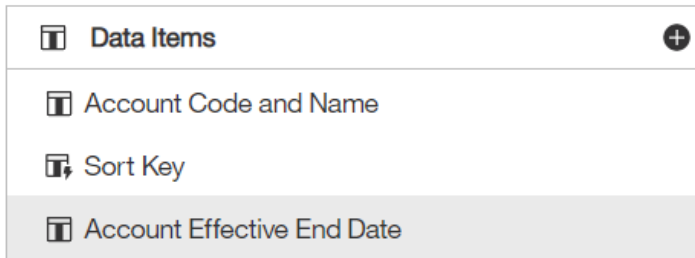 Data Items
Account Code and Name
Sort Key
Account Effective End Date